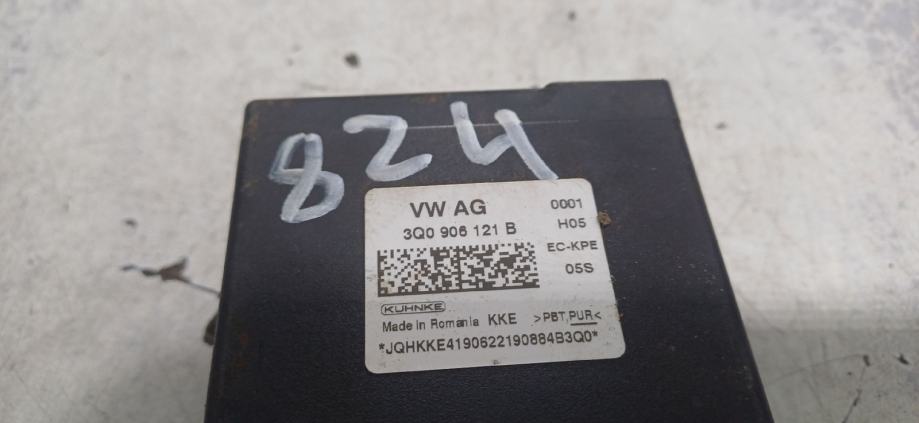 824
VW AG
0001
3Q0 906 121 B
H05
EC-KPE
05S
KUHNKE
Made in Romania KKE >PBT,PUR<
*JQHKKE4190622190884B3Q0*